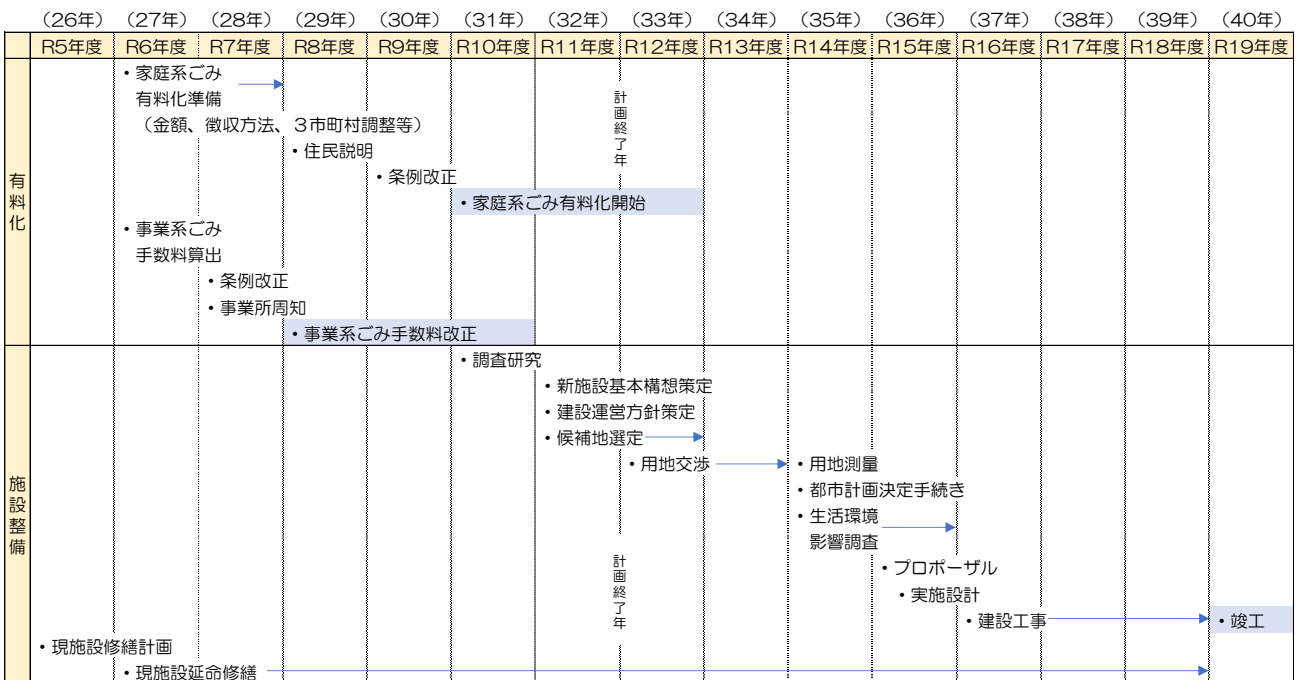 （26年） （27年） （28年） （29年） （30年） （31年） （32年） （33年） （34年） （35年） （36年） （37年） （38年） （39年） （40年）
R5年度 R6年度 R7年度 R8年度 R9年度 R10年度 R11年度 R12年度 R13年度 R14年度 R15年度 R16年度 R17年度 R18年度 R19年度
有料化
・家庭系ごみ
有料化準備
（金額、徴収方法、３市町村調整等）
・住民説明
・条例改正
・家庭系ごみ有料化開始
計画終了年
・事業系ごみ
手数料算出
・条例改正
・事業所周知
・事業系ごみ手数料改正
施設整備
・調査研究
・新施設基本構想策定
・建設運営方針策定
・候補地選定
・用地交渉
・用地測量
・都市計画決定手続き
・生活環境
影響調査
計画終了年
・プロポーザル
・実施設計
・建設工事
・竣工
・現施設修繕計画
・現施設延命修繕